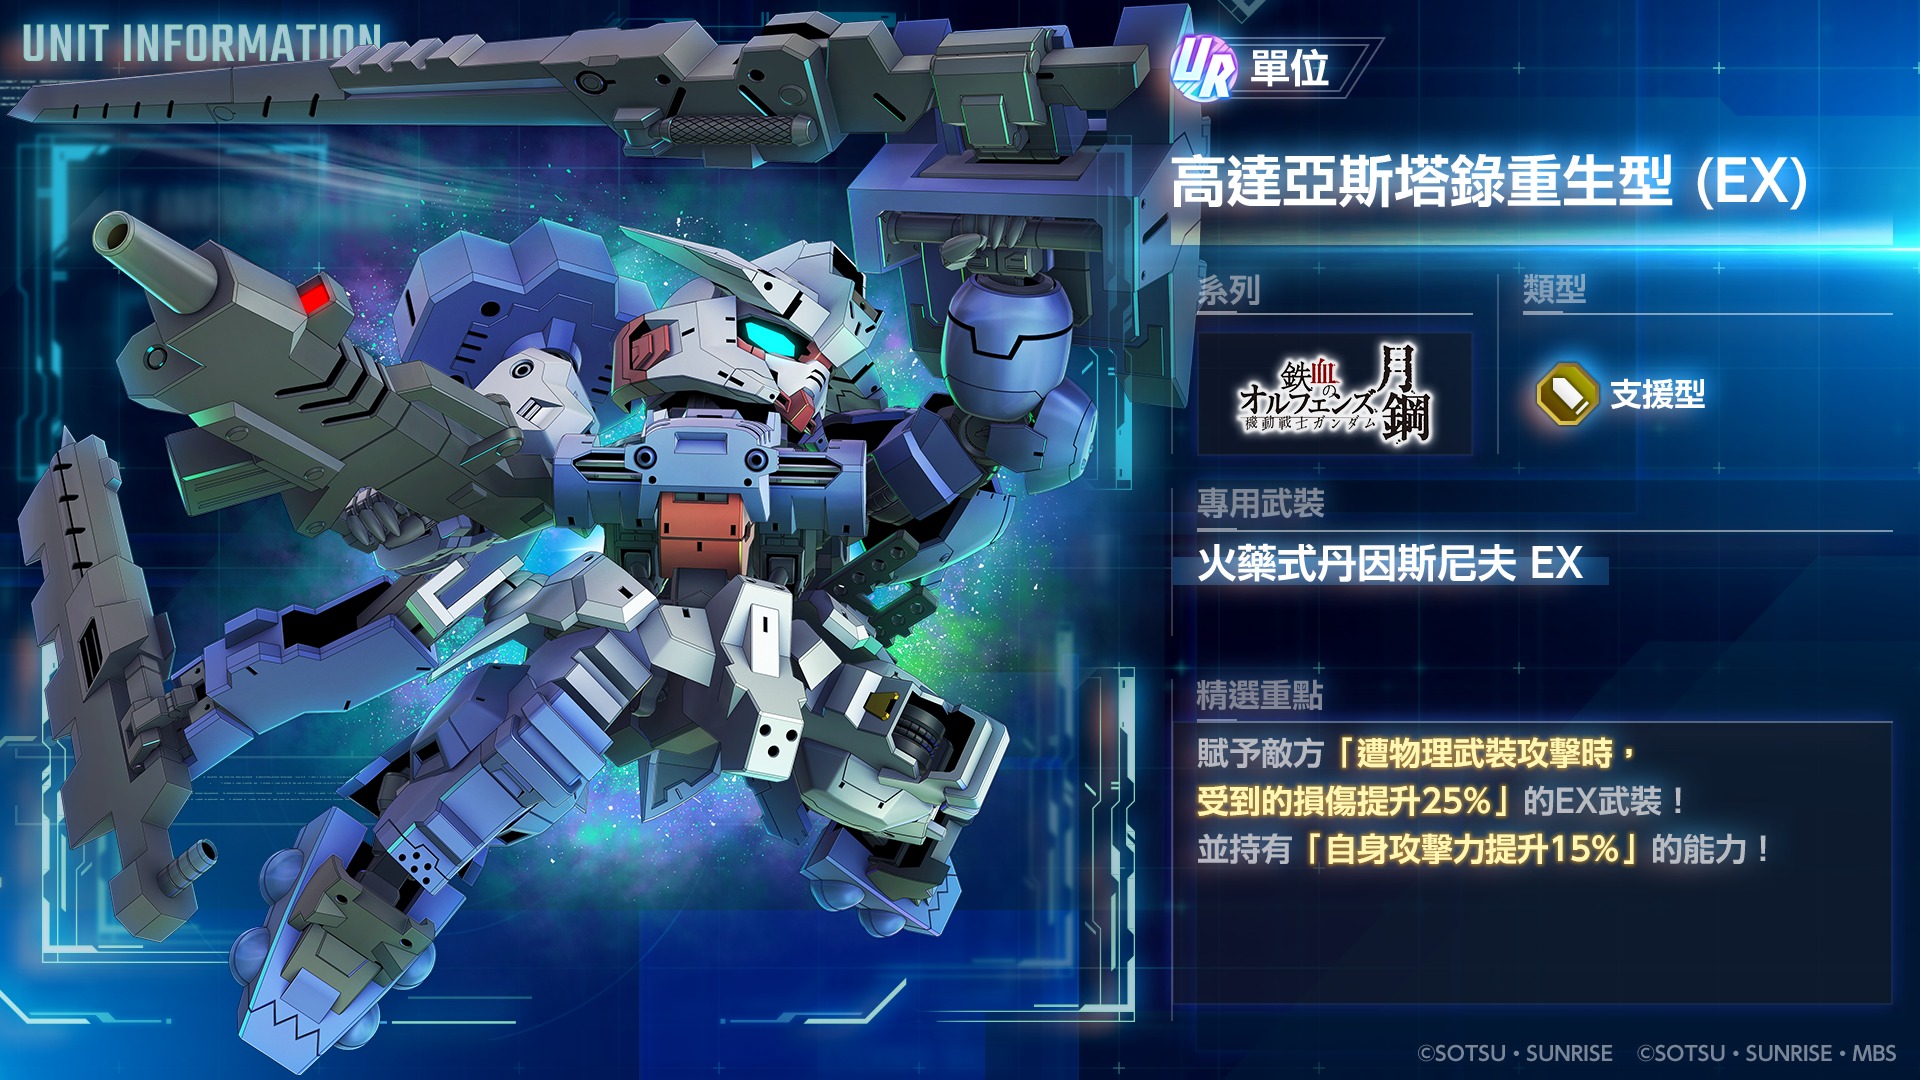 UNIT INFORMATION
UR 單位
高達亞斯塔錄重生型 (EX)
系列
類型
鉄血の
オルフェンズ
機動戦士ガンダム
月鋼
支援型
專用武裝
火藥式丹因斯尼夫 EX
精選重點
賦予敵方「遭物理武裝攻擊時，
受到的損傷提升25%」的EX武裝！
並持有「自身攻擊力提升15%」的能力！
©SOTSU・SUNRISE ©SOTSU・SUNRISE・MBS